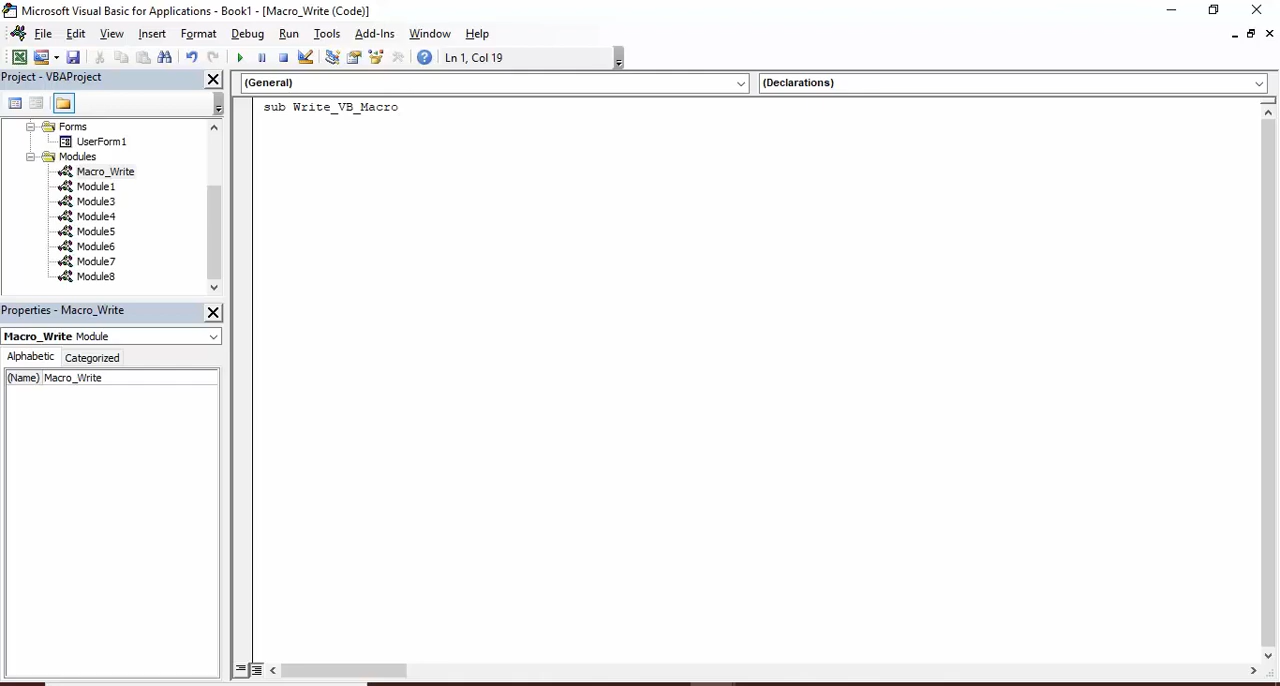 Microsoft Visual Basic for Applications - Book1 - [Macro_Write (Code)]
File Edit View Insert Format Debug Run Tools Add-Ins Window Help
Ln 1, Col 19
Project - VBAProject
(General)
(Declarations)
sub Write_VB_Macro
Forms
UserForm1
Modules
Macro_Write
Module1
Module3
Module4
Module5
Module6
Module7
Module8
Properties - Macro_Write
Macro_Write Module
Alphabetic Categorized
(Name) Macro_Write